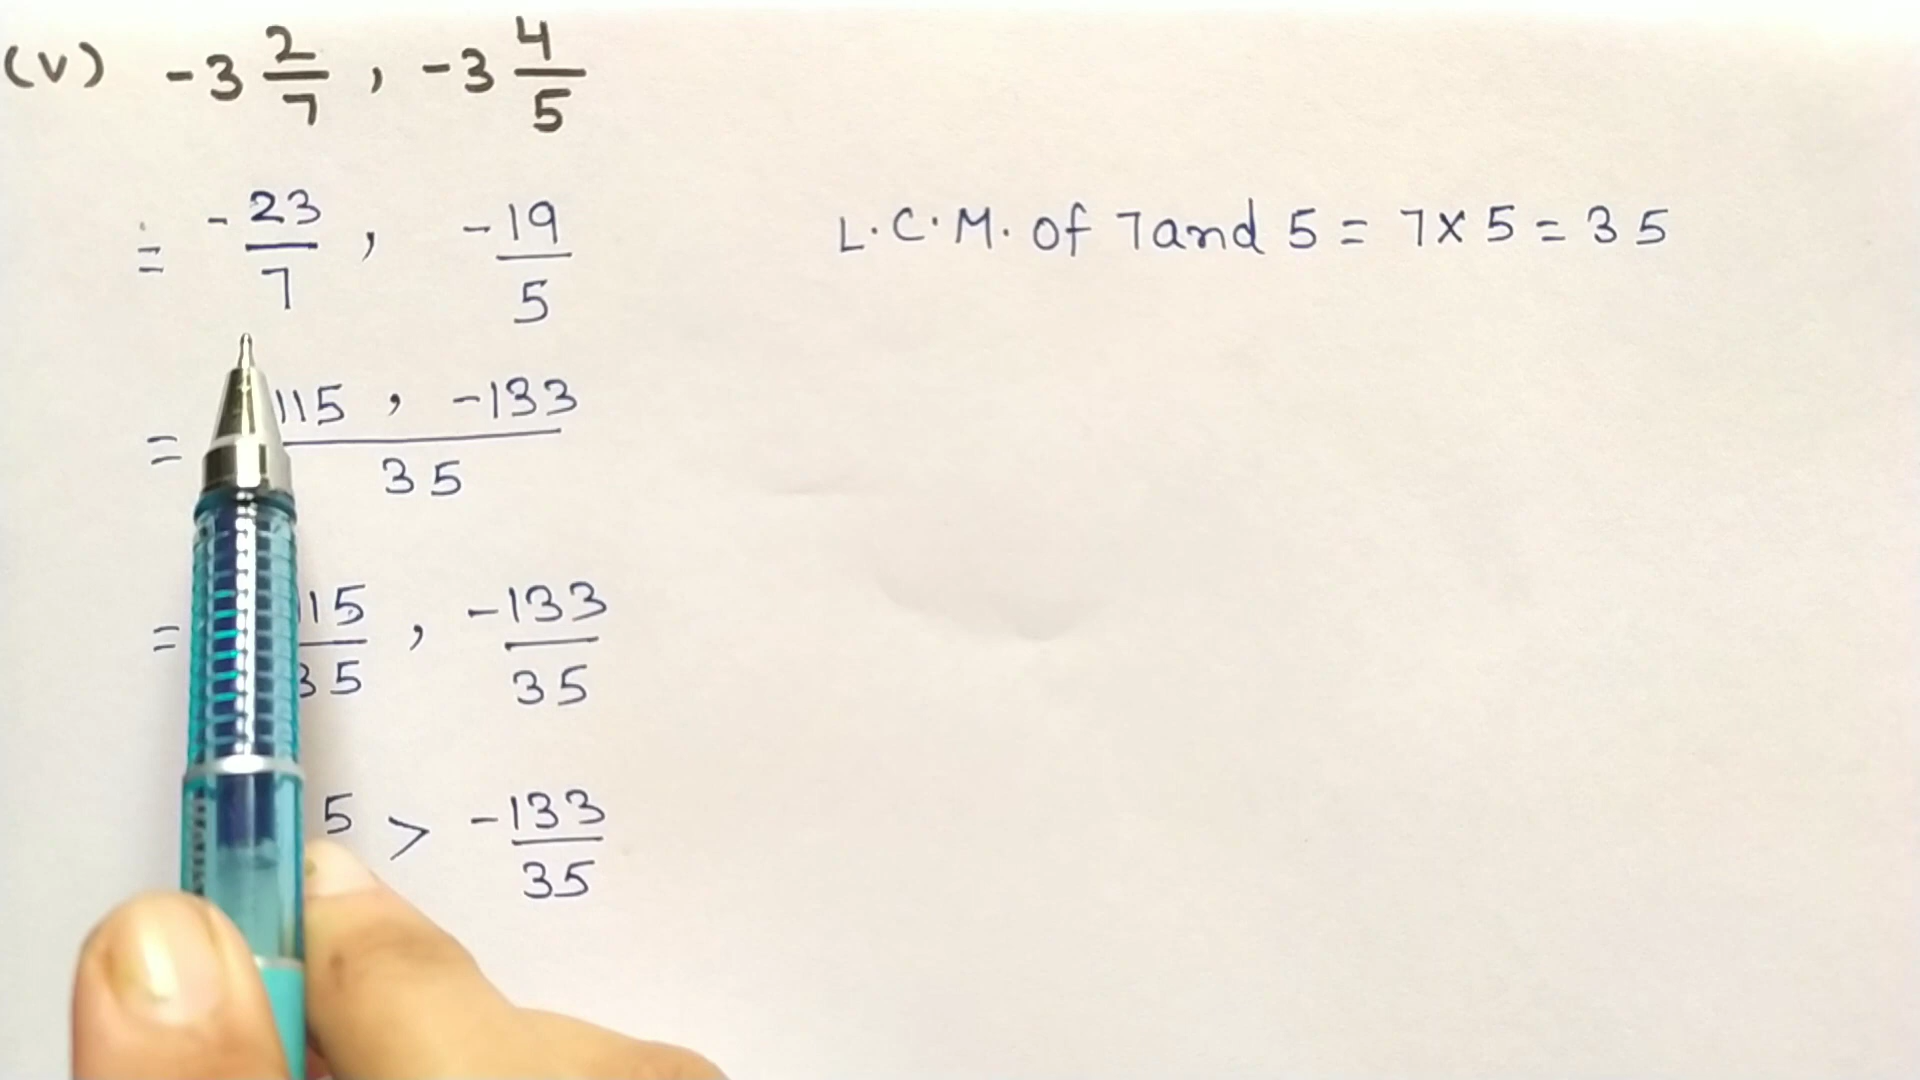 (v) -3 2/7 , -3 4/5
= -23/7 , -19/5
L.C.M. of 7 and 5 = 7 x 5 = 35
= 115 , -133 / 35
= 15/35 , -133/35
5 > -133/35